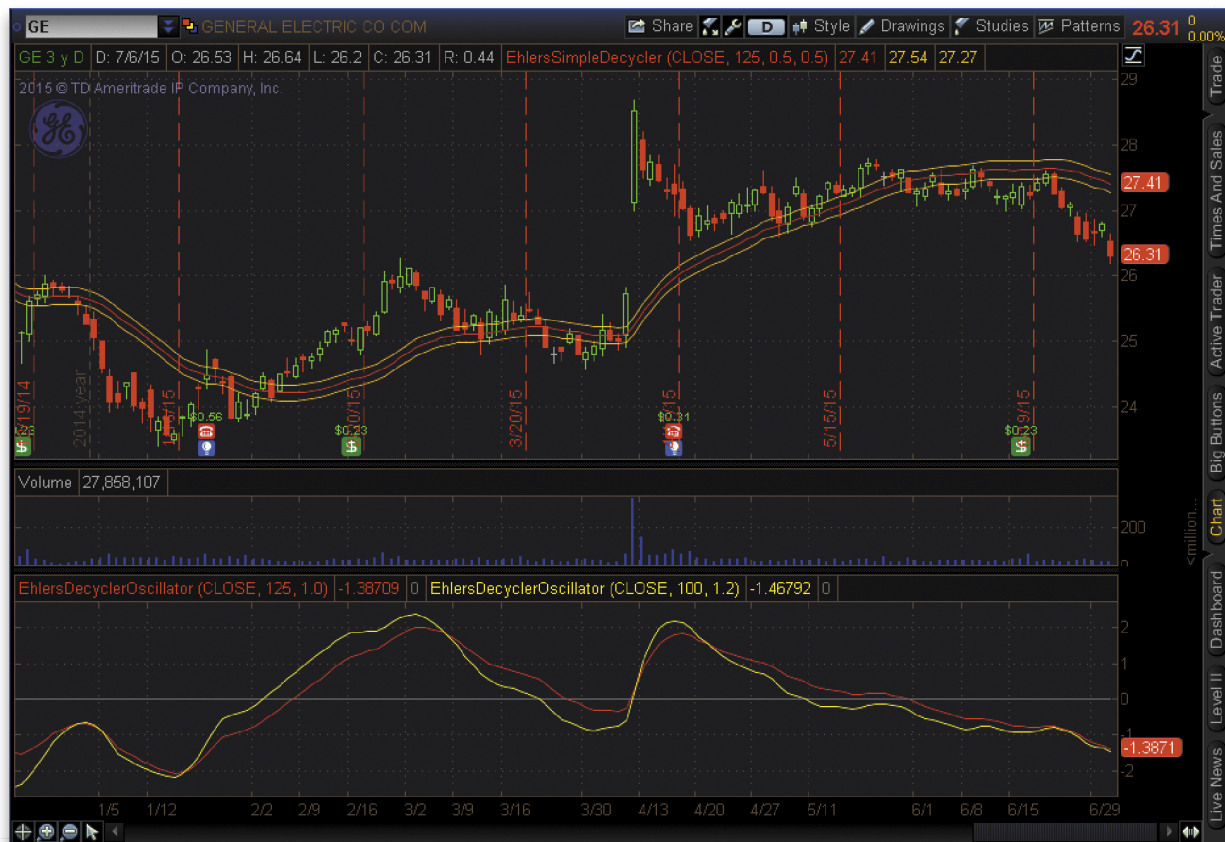 GE GENERAL ELECTRIC CO COM Share D Style Drawings Studies Patterns 26.31 0 0.00%
GE 3 y D D: 7/6/15 O: 26.53 H: 26.64 L: 26.2 C: 26.31 R: 0.44 EhlersSimpleDecycler (CLOSE, 125, 0.5, 0.5) 27.41 27.54 27.27
2015 © TD Ameritrade IP Company, Inc.
29
28
27.41
27
26.31
26
25
24
2014 year
3/20/15
5/15/15
$0.56
$0.23
$0.23
Volume 27,858,107
200
0
<million...
EhlersDecyclerOscillator (CLOSE, 125, 1.0) -1.38709 0 EhlersDecyclerOscillator (CLOSE, 100, 1.2) -1.46792 0
2
1
0
-1
-1.3871
-2
1/5 1/12 2/2 2/9 2/16 3/2 3/9 3/16 3/30 4/13 4/20 4/27 5/11 6/1 6/8 6/15 6/29
Trade
Times And Sales
Active Trader
Big Buttons
Chart
Dashboard
Level II
Live News